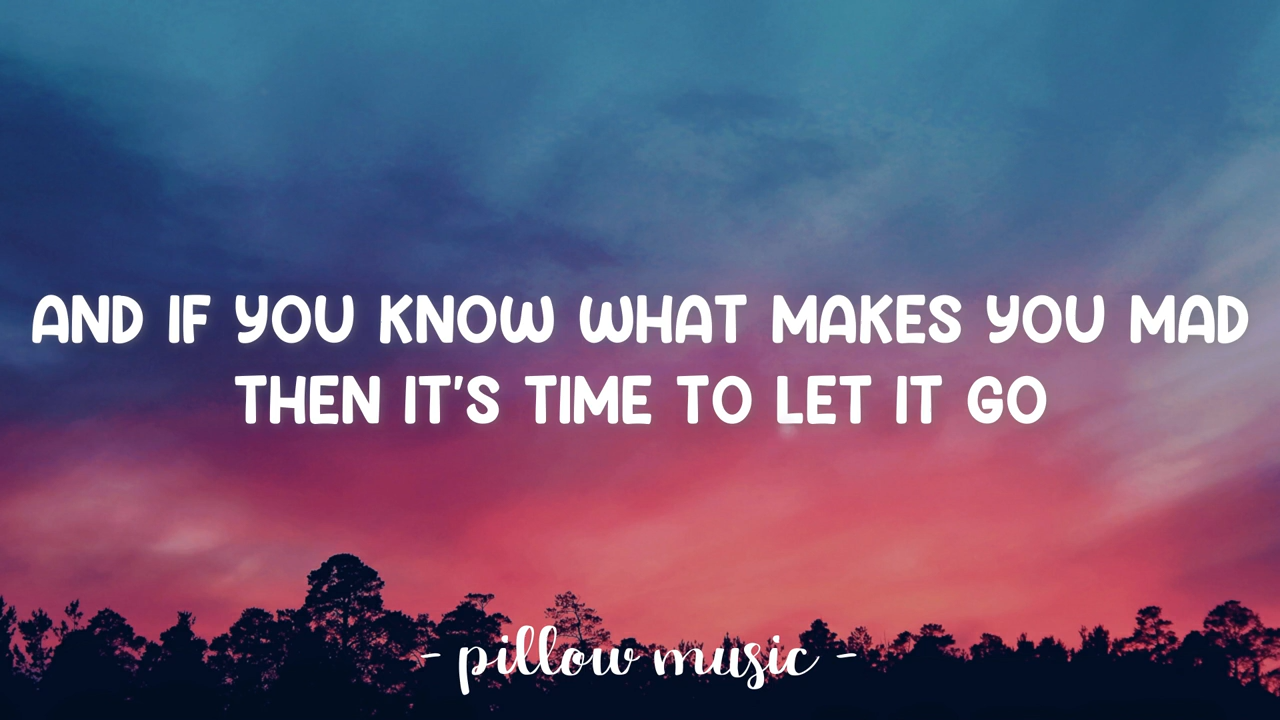 AND IF YOU KNOW WHAT MAKES YOU MAD
THEN IT'S TIME TO LET IT GO
- pillow music -